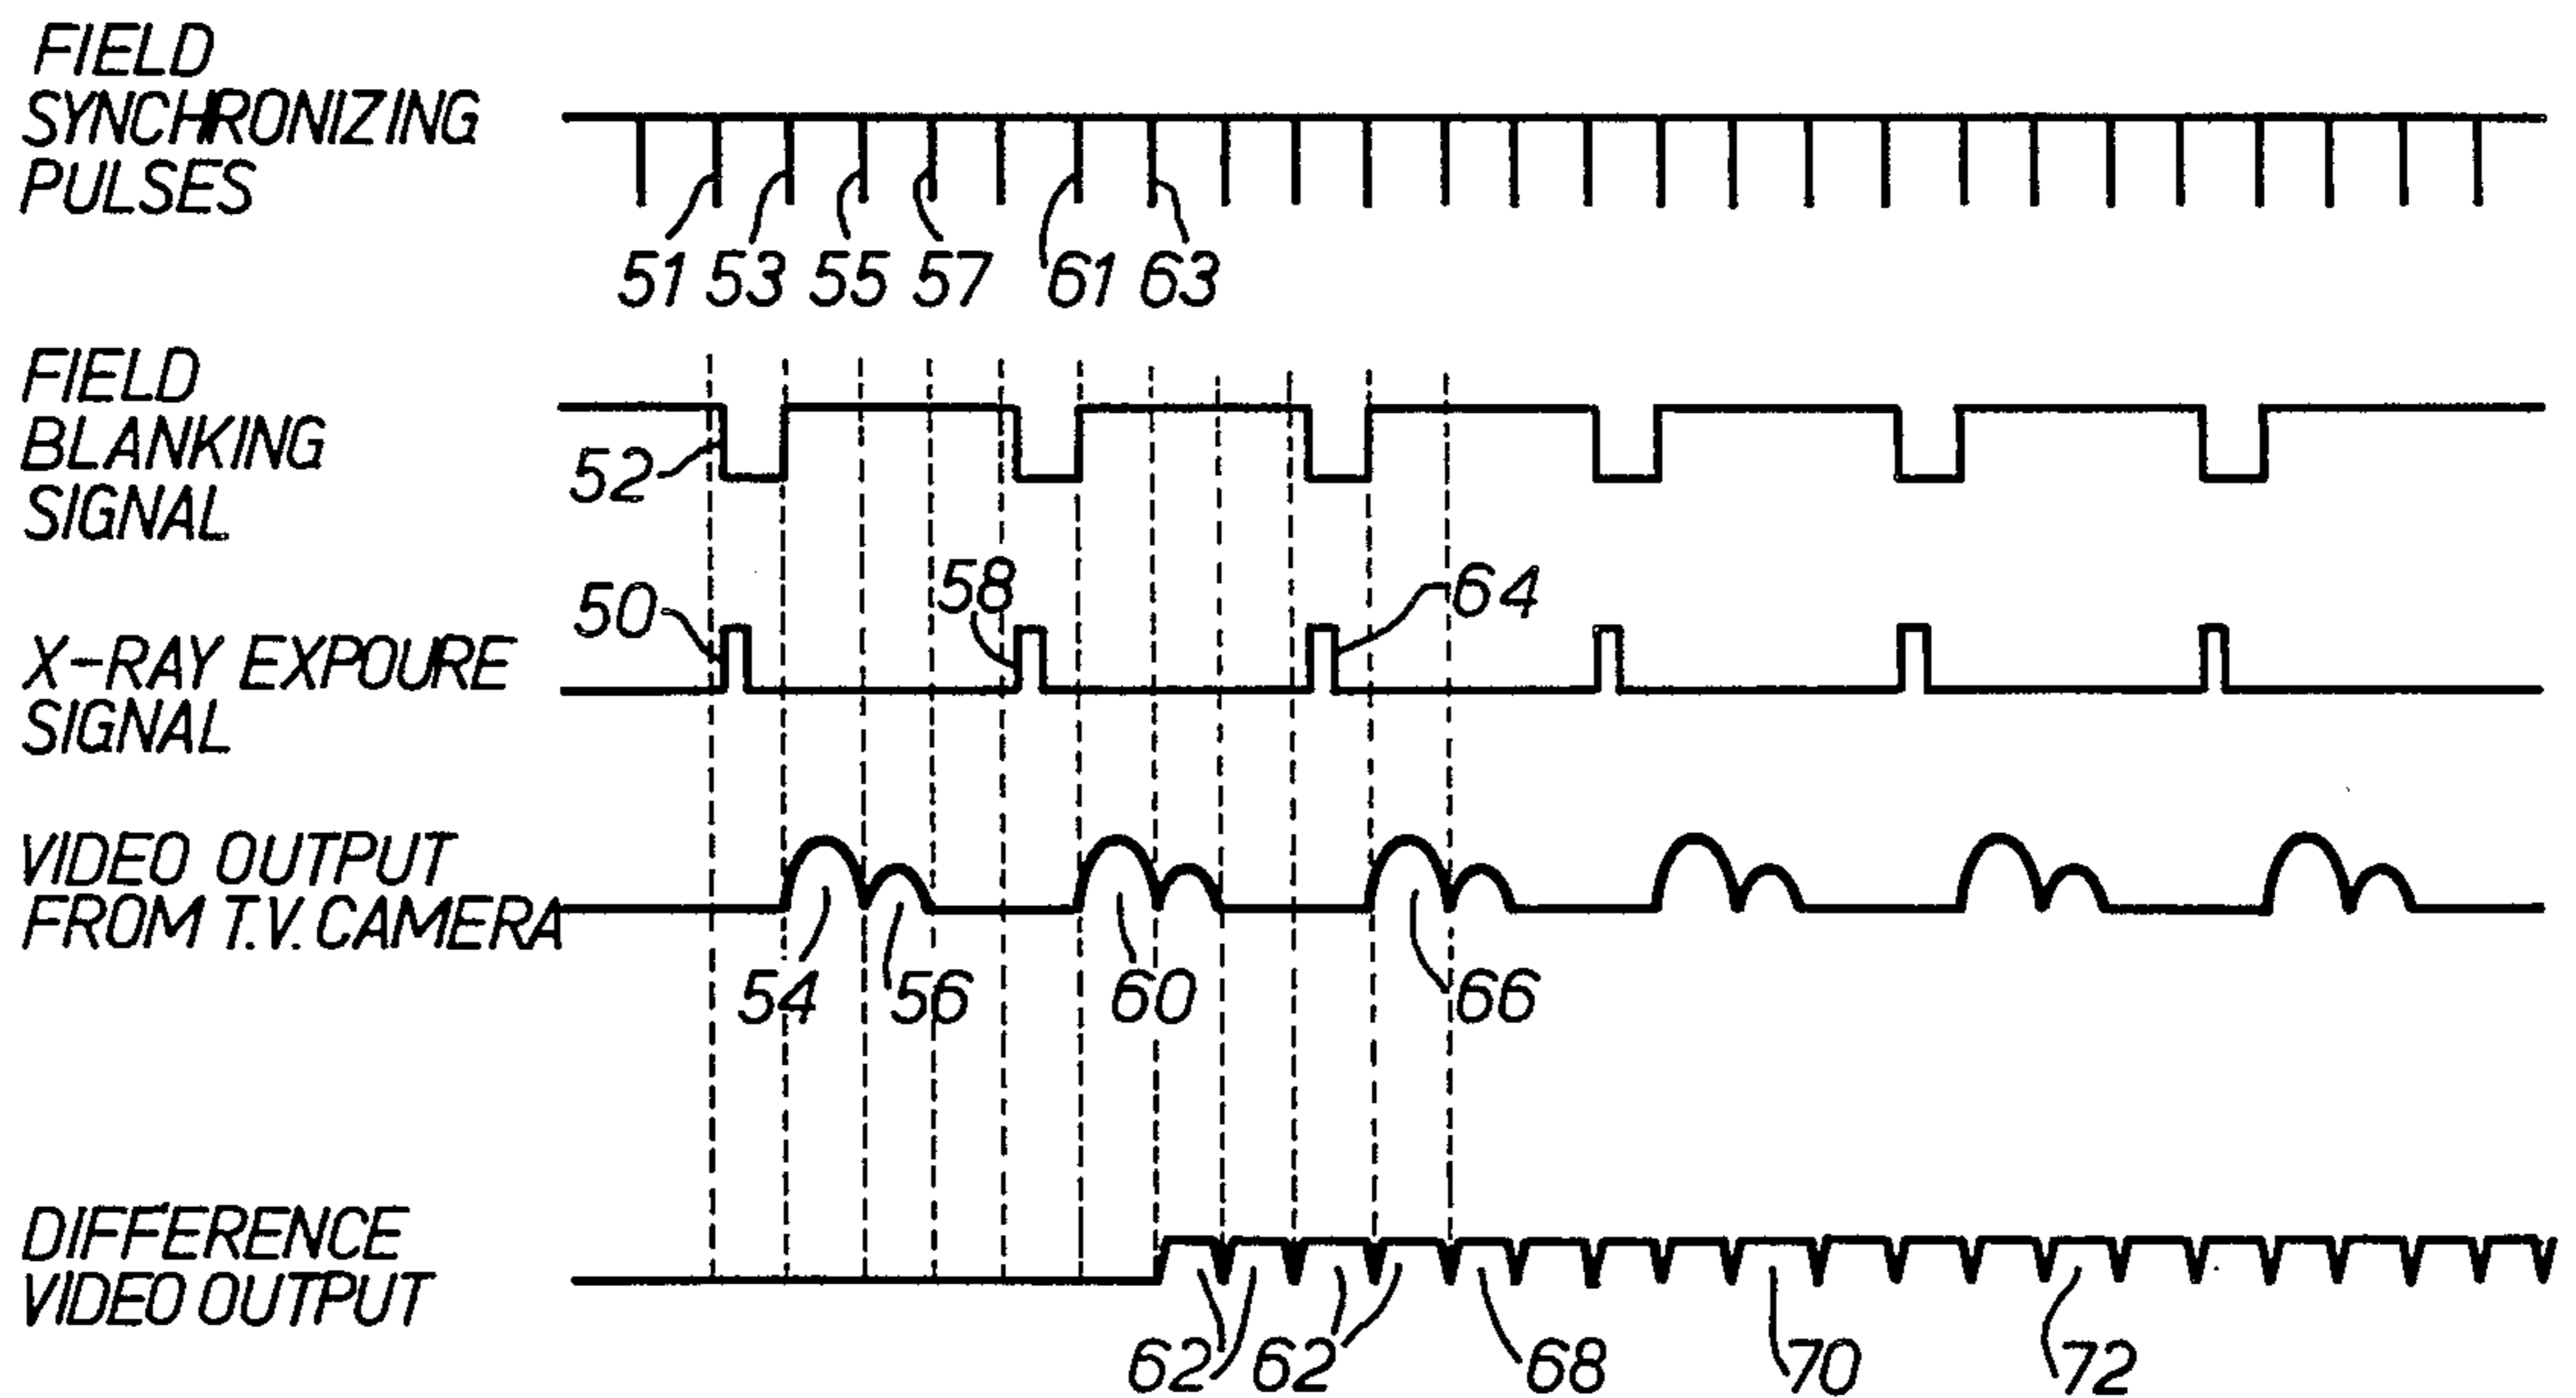 FIELD
SYNCHRONIZING
PULSES
51 53 55 57 61 63
FIELD
BLANKING
SIGNAL
52
50
58
64
X-RAY EXPOURE
SIGNAL
VIDEO OUTPUT
FROM T.V. CAMERA
54 56 60 66
DIFFERENCE
VIDEO OUTPUT
62 62 68 70 72